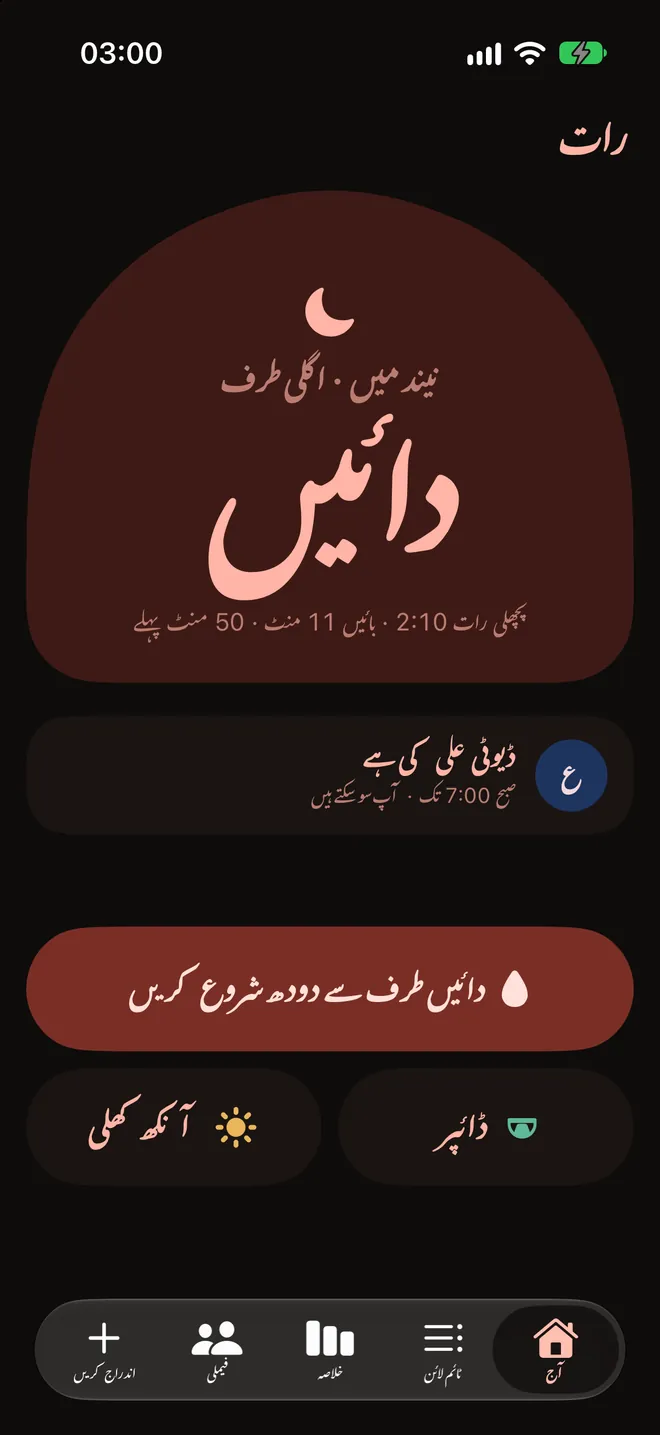 03:00
رات
نیند میں · اگلی طرف
دائیں
پچھلی رات 2:10 · بائیں 11 منٹ · 50 منٹ پہلے
ع
ڈیوٹی علی کی ہے
صبح 7:00 تک · آپ سو سکتے ہیں
دائیں طرف سے دودھ شروع کریں
ڈائپر
آنکھ کھلی
آج
ٹائم لائن
خلاصہ
فیملی
اندراج کریں